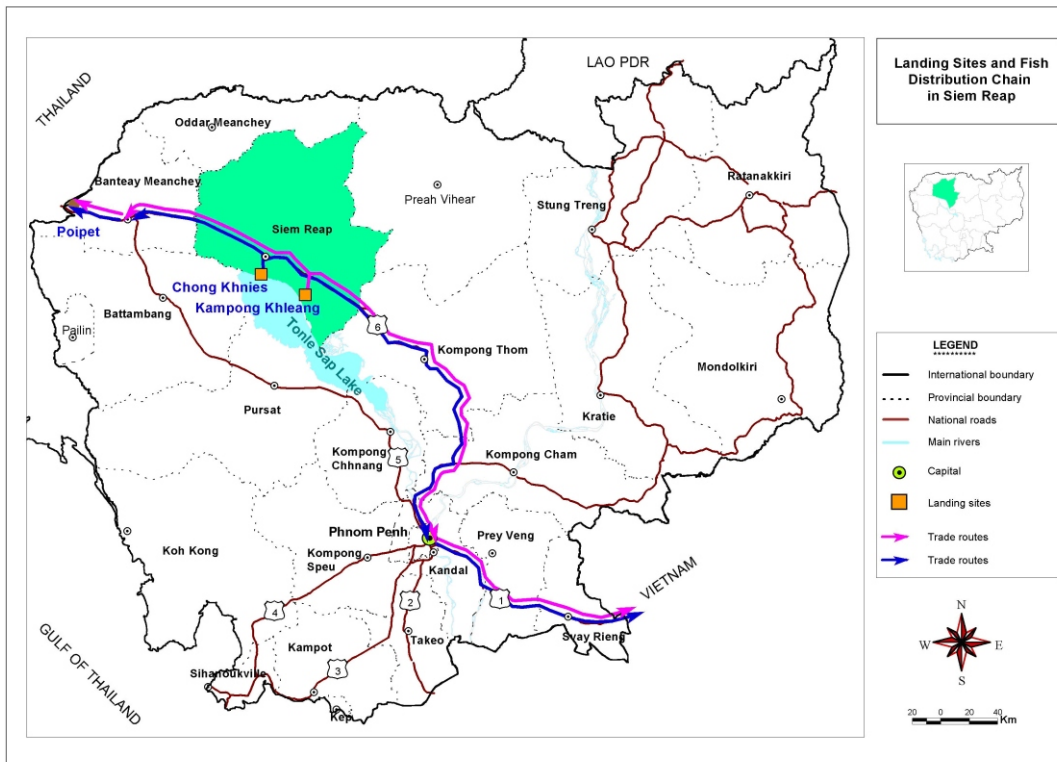 Landing Sites and Fish
Distribution Chain
in Siem Reap
THAILAND
LAO PDR
Oddar Meanchey
Banteay Meanchey
Preah Vihear
Ratanakkiri
Stung Treng
Poipet
Siem Reap
Chong Khnies
Kampong Khleang
Battambang
Pailin
Tonle Sap Lake
6
Kompong Thom
Mondolkiri
Pursat
Kratie
Kompong
Chhnang
5
Kompong Cham
Phnom Penh
Prey Veng
Koh Kong
Kompong
Speu
Kandal
VIETNAM
1
2
4
Svay Rieng
Takeo
GULF OF THAILAND
Kampot
3
Sihanoukville
Kep
LEGEND
**********
International boundary
Provincial boundary
National roads
Main rivers
Capital
Landing sites
Trade routes
Trade routes
N
W
E
S
20 0 20 40
Km